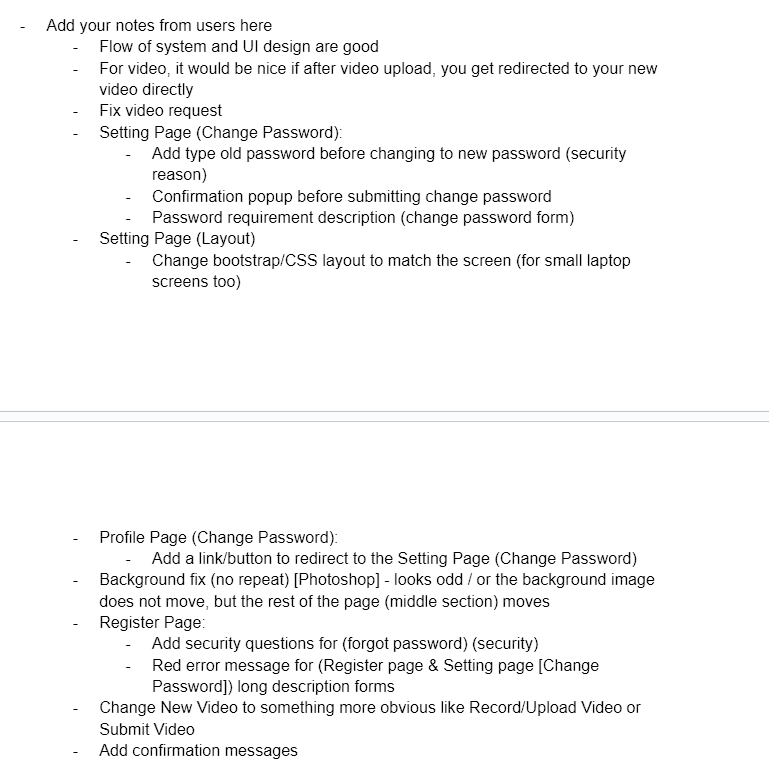 - Add your notes from users here
- Flow of system and UI design are good
- For video, it would be nice if after video upload, you get redirected to your new
video directly
- Fix video request
- Setting Page (Change Password):
- Add type old password before changing to new password (security
reason)
- Confirmation popup before submitting change password
- Password requirement description (change password form)
- Setting Page (Layout)
- Change bootstrap/CSS layout to match the screen (for small laptop
screens too)
- Profile Page (Change Password):
- Add a link/button to redirect to the Setting Page (Change Password)
- Background fix (no repeat) [Photoshop] - looks odd / or the background image
does not move, but the rest of the page (middle section) moves
- Register Page:
- Add security questions for (forgot password) (security)
- Red error message for (Register page & Setting page [Change
Password]) long description forms
- Change New Video to something more obvious like Record/Upload Video or
Submit Video
- Add confirmation messages